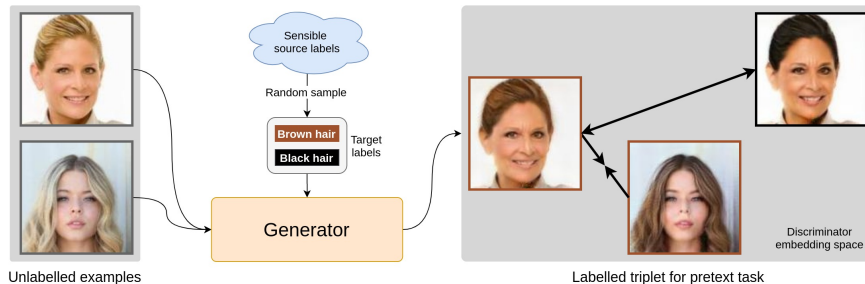 Sensible
source labels
Random sample
Brown hair
Black hair
Target
labels
Generator
Discriminator
embedding space
Unlabelled examples
Labelled triplet for pretext task